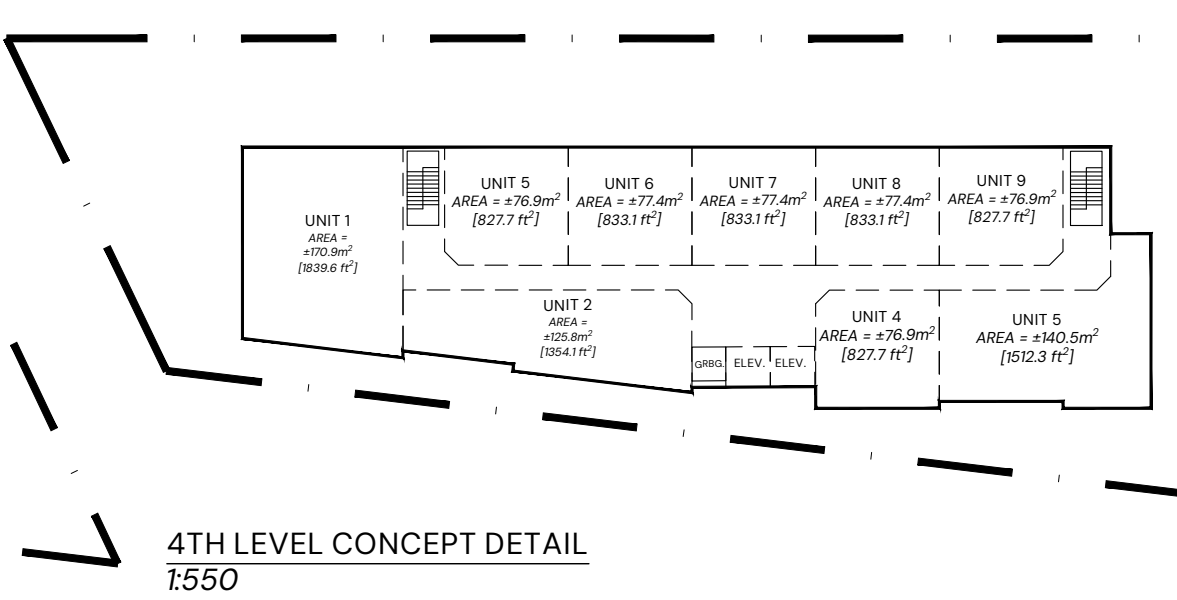 UNIT 1
AREA =
±170.9m²
[1839.6 ft²]
UNIT 5
AREA = ±76.9m²
[827.7 ft²]
UNIT 6
AREA = ±77.4m²
[833.1 ft²]
UNIT 7
AREA = ±77.4m²
[833.1 ft²]
UNIT 8
AREA = ±77.4m²
[833.1 ft²]
UNIT 9
AREA = ±76.9m²
[827.7 ft²]
UNIT 2
AREA =
±125.8m²
[1354.1 ft²]
GRBG.
ELEV.
ELEV.
UNIT 4
AREA = ±76.9m²
[827.7 ft²]
UNIT 5
AREA = ±140.5m²
[1512.3 ft²]
4TH LEVEL CONCEPT DETAIL
1:550